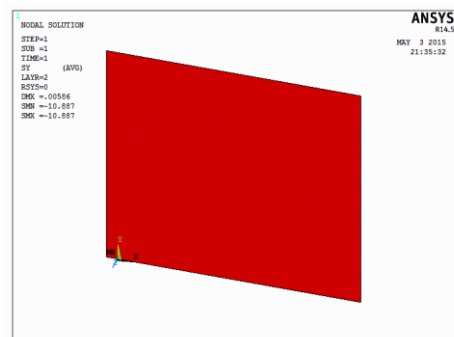 1
NODAL SOLUTION
STEP=1
SUB =1
TIME=1
SY (AVG)
LAYR=2
RSYS=0
DMX =.00586
SMN =-10.887
SMX =-10.887
ANSYS
R14.5
MAY 3 2015
21:35:32
Y
X